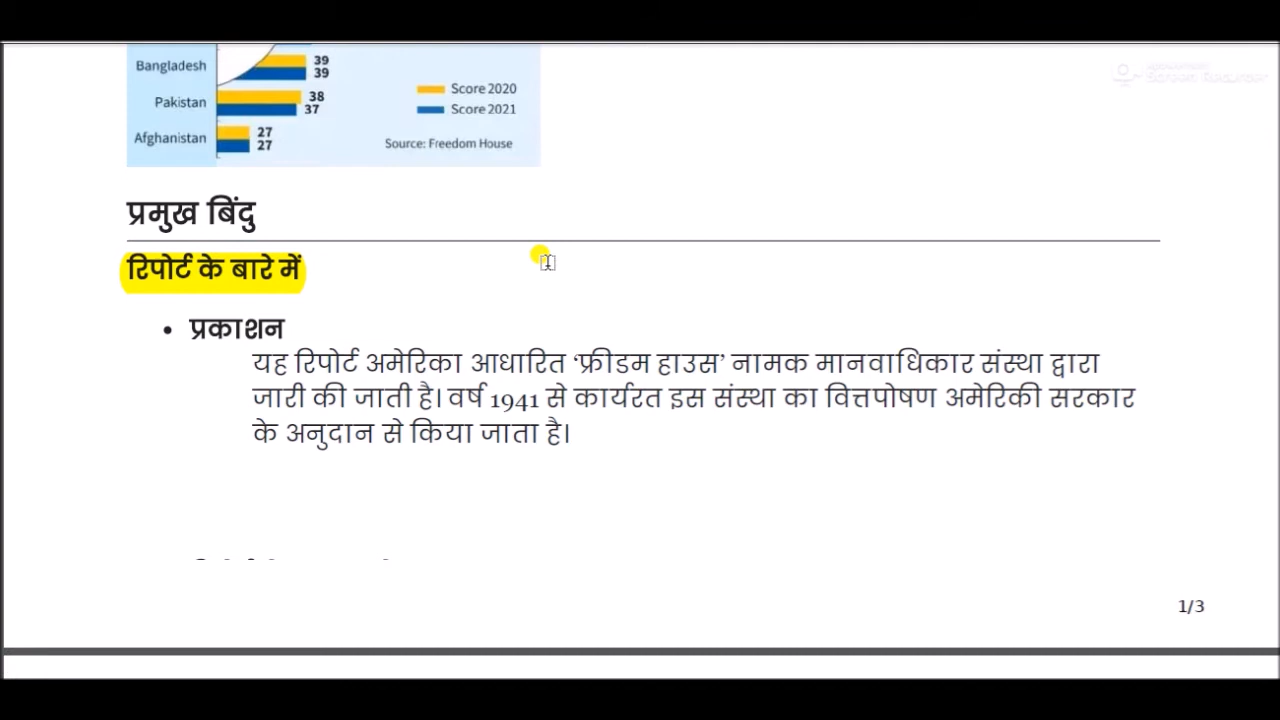 Bangladesh 39
39
Score 2020
Pakistan 38
37
Score 2021
Afghanistan 27
27
Source: Freedom House
प्रमुख बिंदु
रिपोर्ट के बारे में
• प्रकाशन
यह रिपोर्ट अमेरिका आधारित ‘फ्रीडम हाउस’ नामक मानवाधिकार संस्था द्वारा
जारी की जाती है। वर्ष 1941 से कार्यरत इस संस्था का वित्तपोषण अमेरिकी सरकार
के अनुदान से किया जाता है।
1/3